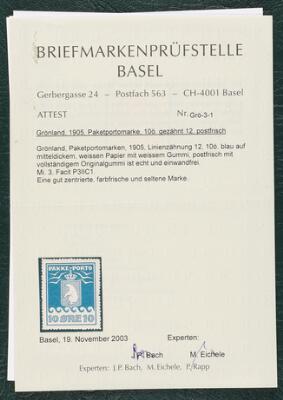 BRIEFMARKENPRÜFSTELLE
BASEL
Gerbergasse 24 – Postfach 563 – CH-4001 Basel
ATTEST Nr. Grö-3-1
Grönland, 1905, Paketportomarke, 10ö, gezähnt 12, postfrisch
Grönland, Paketportomarken, 1905, Linienzähnung 12, 10ö, blau auf
mitteldickem, weissen Papier mit weissem Gummi, postfrisch mit
vollständigem Originalgummi ist echt und einwandfrei.
Mi. 3, Facit P3IIC1.
Eine gut zentrierte, farbfrische und seltene Marke.
PAKKE-PORTO
10 ØRE 10
Basel, 19. November 2003 Experten:
J.P. Bach M. Eichele
Experten: J.P. Bach, M. Eichele, P. Rapp